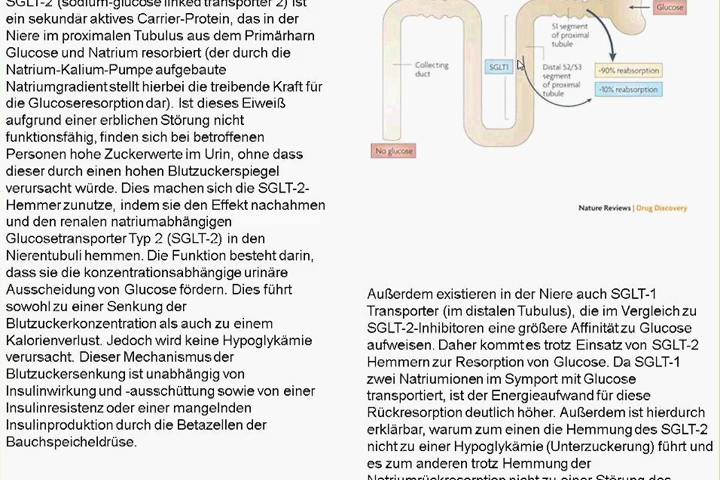 SGLT-2 (sodium-glucose linked transporter 2) ist
ein sekundär aktives Carrier-Protein, das in der
Niere im proximalen Tubulus aus dem Primärharn
Glucose und Natrium resorbiert (der durch die
Natrium-Kalium-Pumpe aufgebaute
Natriumgradient stellt hierbei die treibende Kraft für
die Glucoseresorption dar). Ist dieses Eiweiß
aufgrund einer erblichen Störung nicht
funktionsfähig, finden sich bei betroffenen
Personen hohe Zuckerwerte im Urin, ohne dass
dieser durch einen hohen Blutzuckerspiegel
verursacht würde. Dies machen sich die SGLT-2-
Hemmer zunutze, indem sie den Effekt nachahmen
und den renalen natriumabhängigen
Glucosetransporter Typ 2 (SGLT-2) in den
Nierentubuli hemmen. Die Funktion besteht darin,
dass sie die konzentrationsabhängige urinäre
Ausscheidung von Glucose fördern. Dies führt
sowohl zu einer Senkung der
Blutzuckerkonzentration als auch zu einem
Kalorienverlust. Jedoch wird keine Hypoglykämie
verursacht. Dieser Mechanismus der
Blutzuckersenkung ist unabhängig von
Insulinwirkung und -ausschüttung sowie von einer
Insulinresistenz oder einer mangelnden
Insulinproduktion durch die Betazellen der
Bauchspeicheldrüse.
Glucose
S1 segment
of proximal
tubule
Collecting
duct
SGLT1
Distal S2/S3
segment
of proximal
tubule
~90% reabsorption
~10% reabsorption
No glucose
Nature Reviews | Drug Discovery
Außerdem existieren in der Niere auch SGLT-1
Transporter (im distalen Tubulus), die im Vergleich zu
SGLT-2-Inhibitoren eine größere Affinität zu Glucose
aufweisen. Daher kommt es trotz Einsatz von SGLT-2
Hemmern zur Resorption von Glucose. Da SGLT-1
zwei Natriumionen im Symport mit Glucose
transportiert, ist der Energieaufwand für diese
Rückresorption deutlich höher. Außerdem ist hierdurch
erklärbar, warum zum einen die Hemmung des SGLT-2
nicht zu einer Hypoglykämie (Unterzuckerung) führt und
es zum anderen trotz Hemmung der
Natriumrückresorption nicht zu einer Störung des